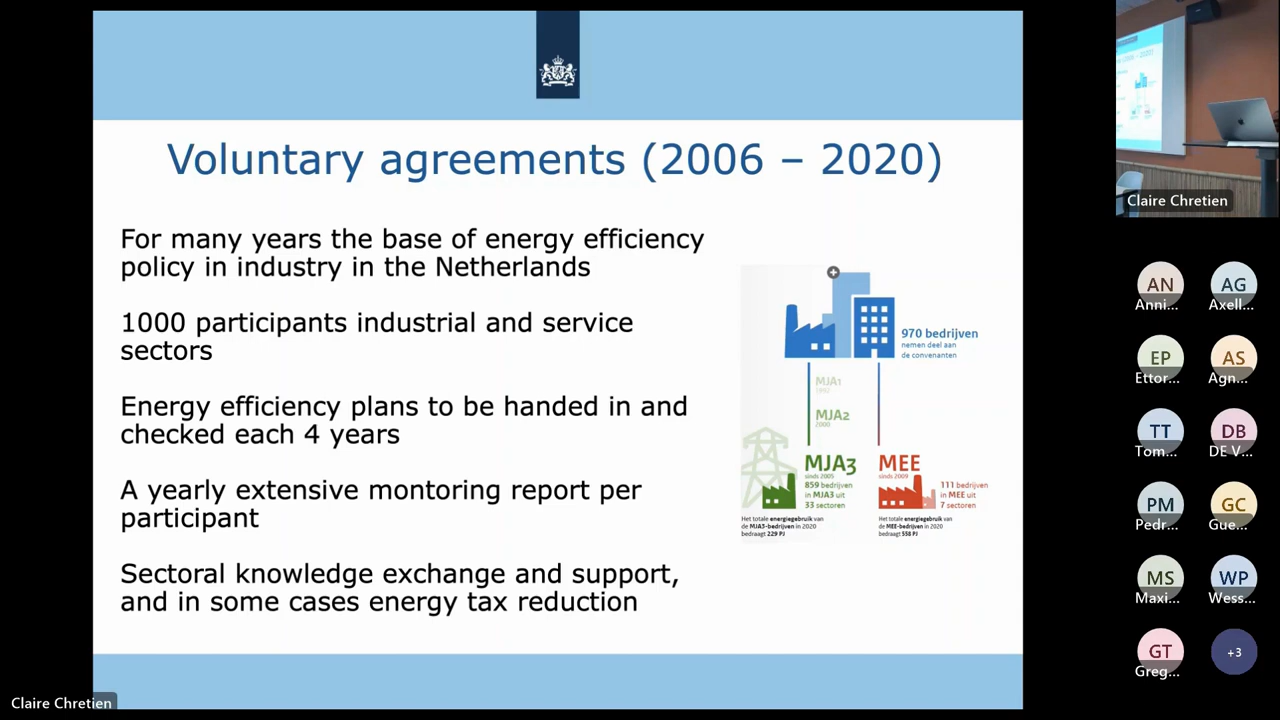 Voluntary agreements (2006 – 2020)
For many years the base of energy efficiency
policy in industry in the Netherlands
1000 participants industrial and service
sectors
Energy efficiency plans to be handed in and
checked each 4 years
A yearly extensive montoring report per
participant
Sectoral knowledge exchange and support,
and in some cases energy tax reduction
970 bedrijven
nemen deel aan
de convenanten
MJA1
1992
MJA2
2000
MJA3
sinds 2005
859 bedrijven
in MJA3 uit
33 sectoren
Het totale energiegebruik van
de MJA3-bedrijven in 2020
bedraagt 229 PJ
MEE
sinds 2009
111 bedrijven
in MEE uit
7 sectoren
Het totale energiegebruik van
de MEE-bedrijven in 2020
bedraagt 558 PJ
Claire Chretien
AN
Anni...
AG
Axell...
EP
Ettor...
AS
Agn...
TT
Tom...
DB
DE V...
PM
Pedr...
GC
Gue...
MS
Maxi...
WP
Wess...
GT
Greg...
+3
Claire Chretien